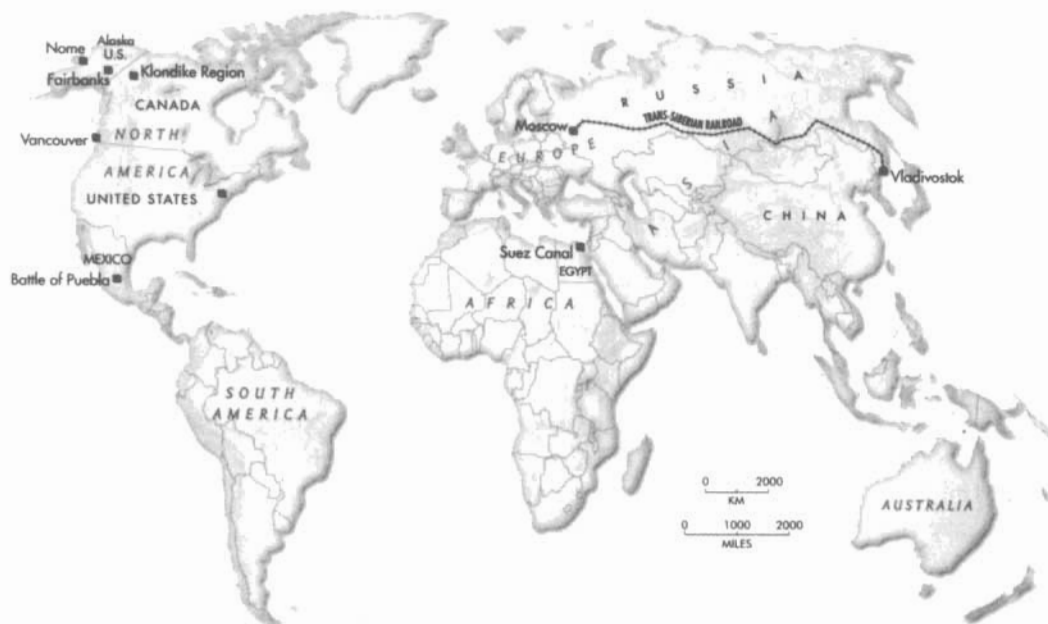 Nome
Alaska
U.S.
Fairbanks
Klondike Region
CANADA
Vancouver
NORTH
AMERICA
UNITED STATES
MEXICO
Battle of Puebla
SOUTH
AMERICA
RUSSIA
Moscow
TRANS-SIBERIAN RAILROAD
EUROPE
ASIA
Vladivostok
CHINA
Suez Canal
EGYPT
AFRICA
0 2000
KM
0 1000 2000
MILES
AUSTRALIA